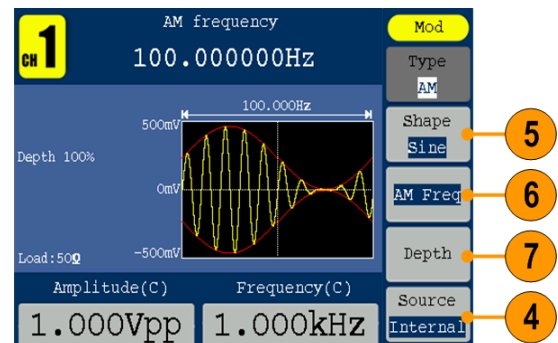 CH 1
AM frequency
100.000000Hz
Depth 100%
Load:50Ω
100.000Hz
500mV
0mV
-500mV
Amplitude(C)
1.000Vpp
Frequency(C)
1.000kHz
Mod
Type
AM
Shape
Sine
5
AM Freq
6
Depth
7
Source
Internal
4